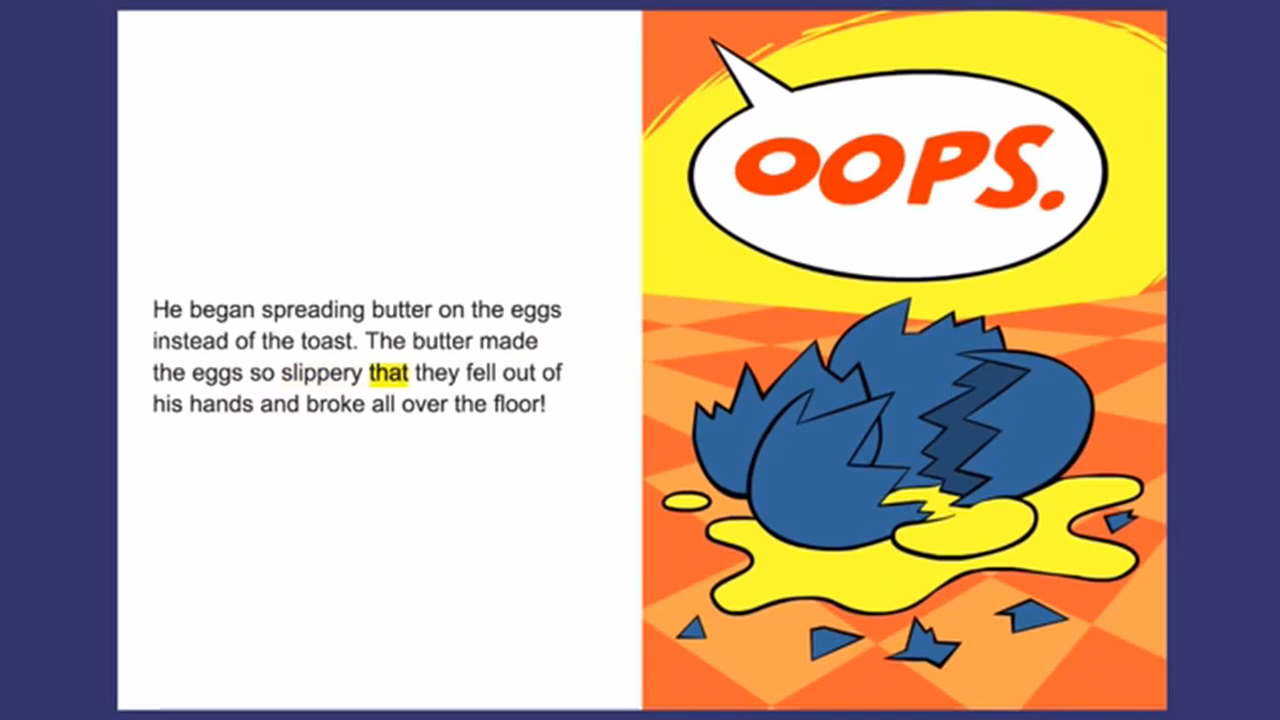 He began spreading butter on the eggs
instead of the toast. The butter made
the eggs so slippery that they fell out of
his hands and broke all over the floor!
OOPS.